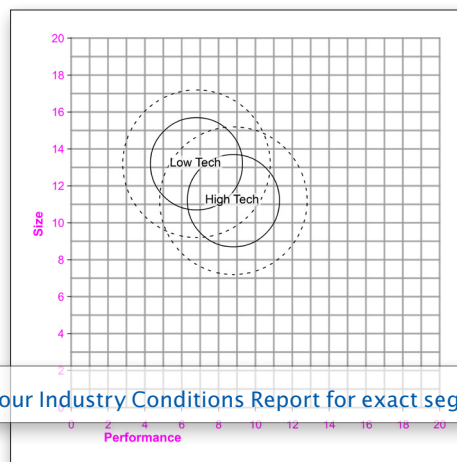 20
18
16
14
Low Tech
12
High Tech
10
Size
8
6
4
2
our Industry Conditions Report for exact seg
0 2 4 6 8 10 12 14 16 18 20
Performance